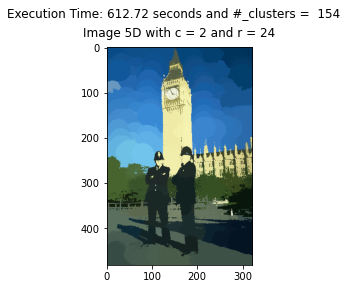 Execution Time: 612.72 seconds and #_clusters =  154
Image 5D with c = 2 and r = 24
0
100
200
300
400
0 100 200 300